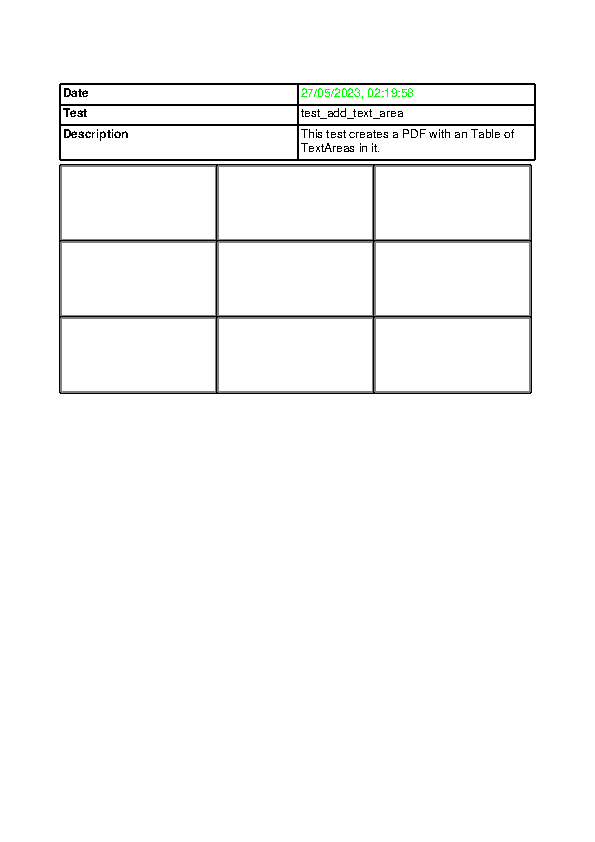 Date 27/05/2023, 02:19:58
Test test_add_text_area
Description This test creates a PDF with an Table of
TextAreas in it.